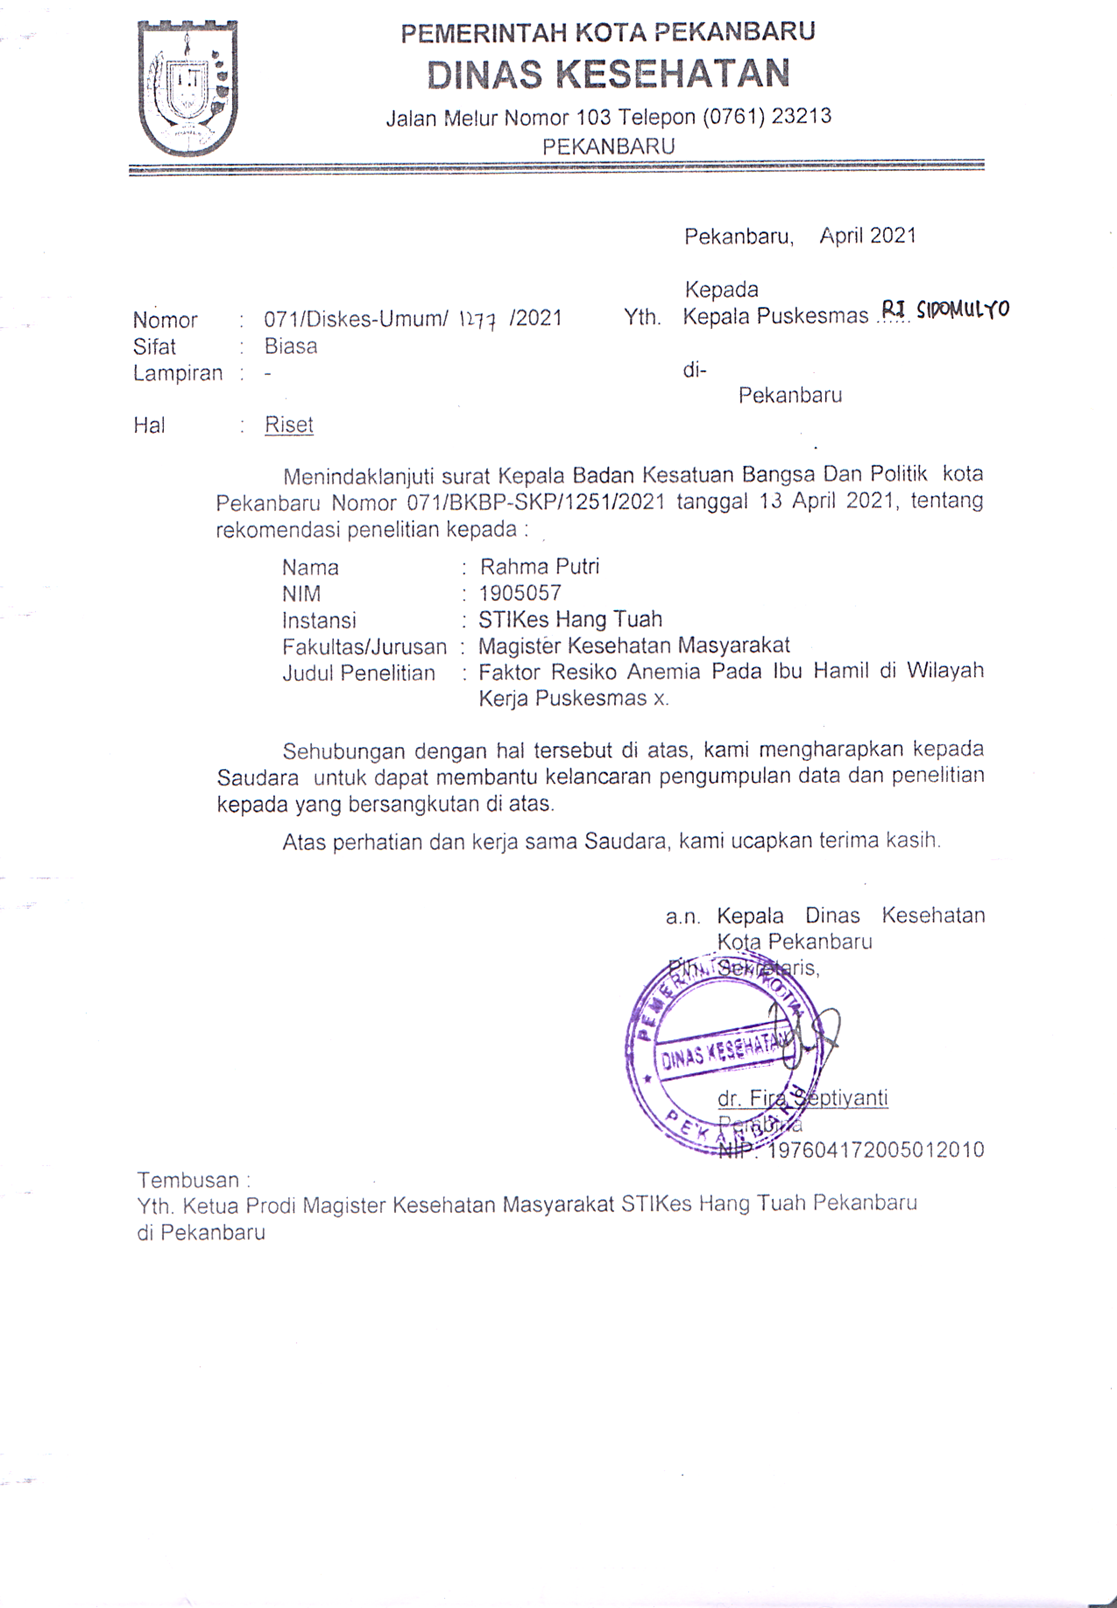 PEMERINTAH KOTA PEKANBARU
DINAS KESEHATAN
Jalan Melur Nomor 103 Telepon (0761) 23213
PEKANBARU
Pekanbaru, April 2021
Kepada
Nomor : 071/Diskes-Umum/ 1277 /2021 Yth. Kepala Puskesmas ...... RI SIDOMULYO
Sifat : Biasa
Lampiran : - di-
Pekanbaru
Hal : Riset
Menindaklanjuti surat Kepala Badan Kesatuan Bangsa Dan Politik kota
Pekanbaru Nomor 071/BKBP-SKP/1251/2021 tanggal 13 April 2021, tentang
rekomendasi penelitian kepada :
Nama : Rahma Putri
NIM : 1905057
Instansi : STIKes Hang Tuah
Fakultas/Jurusan : Magister Kesehatan Masyarakat
Judul Penelitian : Faktor Resiko Anemia Pada Ibu Hamil di Wilayah
Kerja Puskesmas x.
Sehubungan dengan hal tersebut di atas, kami mengharapkan kepada
Saudara untuk dapat membantu kelancaran pengumpulan data dan penelitian
kepada yang bersangkutan di atas.
Atas perhatian dan kerja sama Saudara, kami ucapkan terima kasih.
a.n. Kepala Dinas Kesehatan
Kota Pekanbaru
Plh. Sekretaris,
PEMERINTAH KOTA
DINAS KESEHATAN
PEKANBARU
dr. Fira Septiyanti
Pembina
NIP. 197604172005012010
Tembusan :
Yth. Ketua Prodi Magister Kesehatan Masyarakat STIKes Hang Tuah Pekanbaru
di Pekanbaru